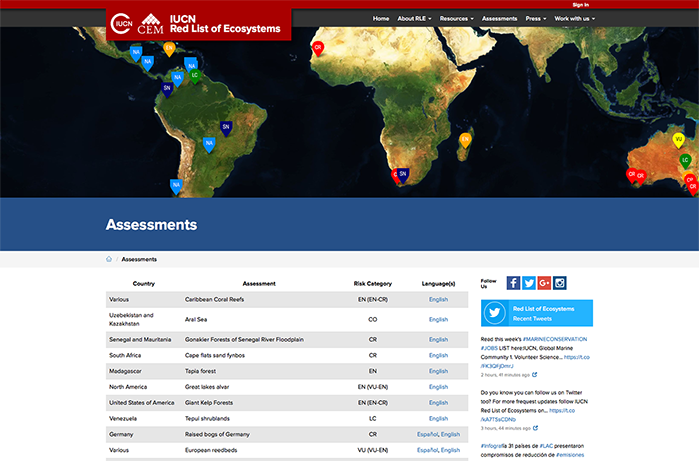 Sign In
IUCN
CEM
IUCN
Red List of Ecosystems
Home About RLE Resources Assessments Press Work with us
EN
CR
NA
NA
NA
NA
LC
SN
SN
NA
EN
VU
LC
NA
SN
CR
CR
CR
CR
Assessments
/ Assessments
Country Assessment Risk Category Language(s)
Various Caribbean Coral Reefs EN (EN-CR) English
Uzebekistan and
Kazakhstan
Aral Sea CO English
Senegal and Mauritania Gonakier Forests of Senegal River Floodplain CR English
South Africa Cape flats sand fynbos CR English
Madagascar Tapia forest EN English
North America Great lakes alvar EN (VU-EN) English
United States of America Giant Kelp Forests EN (EN-CR) English
Venezuela Tepui shrublands LC English
Germany Raised bogs of Germany CR Español, English
Various European reedbeds VU (VU-EN) Español, English
Follow
Us
Red List of Ecosystems
Recent Tweets
Read this week's #MARINECONSERVATION
#JOBS LIST here:IUCN, Global Marine
Community 1. Volunteer Science... https://t.co
2 hours, 41 minutes ago
Do you know you can follow us on Twitter
too? For more frequest updates follow IUCN
Red List of Ecosystems on... https://t.co
3 hours, 44 minutes ago
#Infografía 31 países de #LAC presentaron
compromisos de reducción de #emisiones